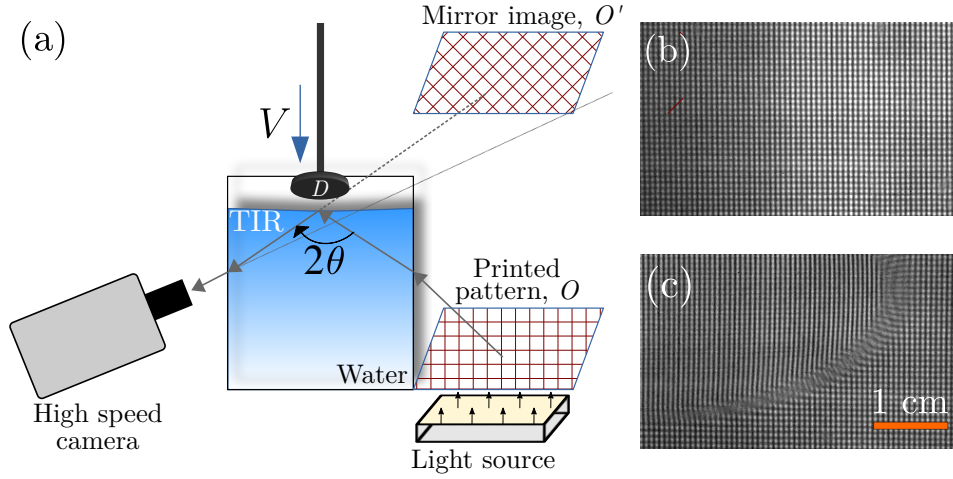 (a)
Mirror image, O'
V
D
TIR
2θ
Printed
pattern, O
Water
High speed
camera
Light source
(b)
(c)
1 cm